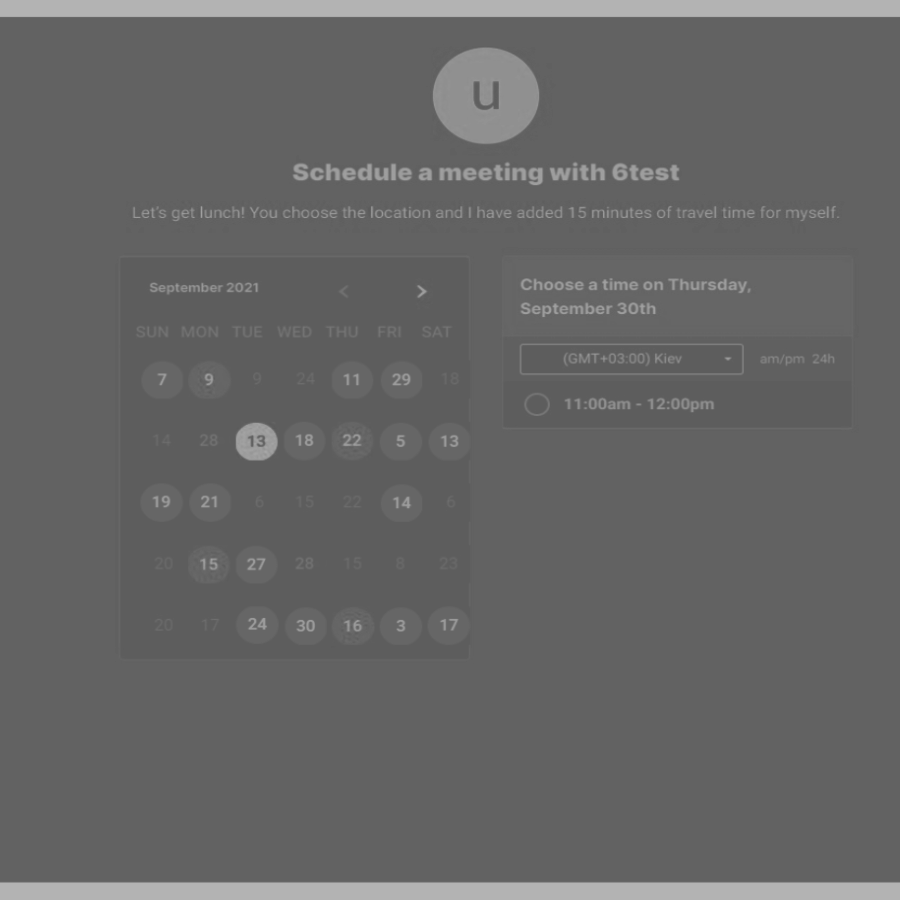 u
Schedule a meeting with 6test
Let's get lunch! You choose the location and I have added 15 minutes of travel time for myself.
September 2021 < >
SUN MON TUE WED THU FRI SAT
7 9 9 24 11 29 18
14 28 13 18 22 5 13
19 21 6 15 22 14 6
20 15 27 28 15 8 23
20 17 24 30 16 3 17
Choose a time on Thursday,
September 30th
(GMT+03:00) Kiev am/pm 24h
11:00am - 12:00pm